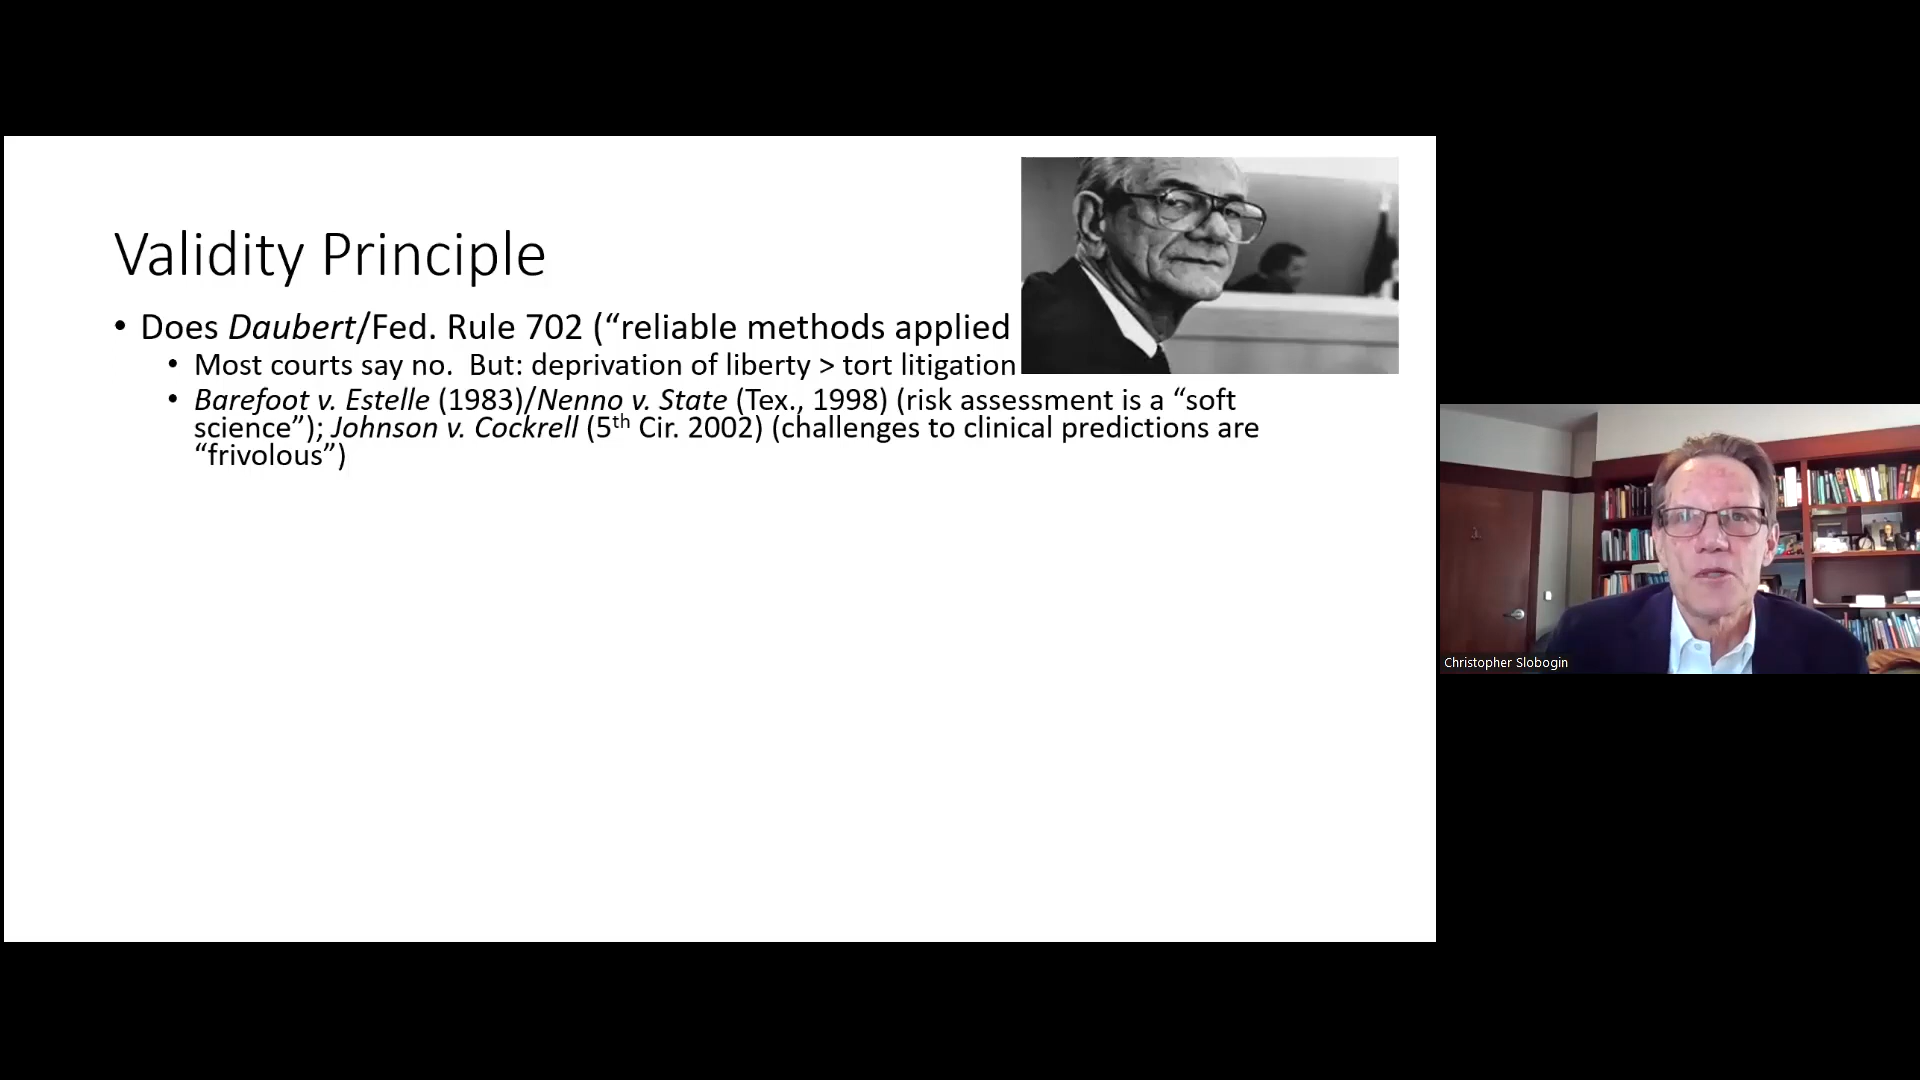 Validity Principle
• Does Daubert/Fed. Rule 702 (“reliable methods applied
• Most courts say no.  But: deprivation of liberty > tort litigation
• Barefoot v. Estelle (1983)/Nenno v. State (Tex., 1998) (risk assessment is a “soft
science”); Johnson v. Cockrell (5th Cir. 2002) (challenges to clinical predictions are
“frivolous”)
Christopher Slobogin